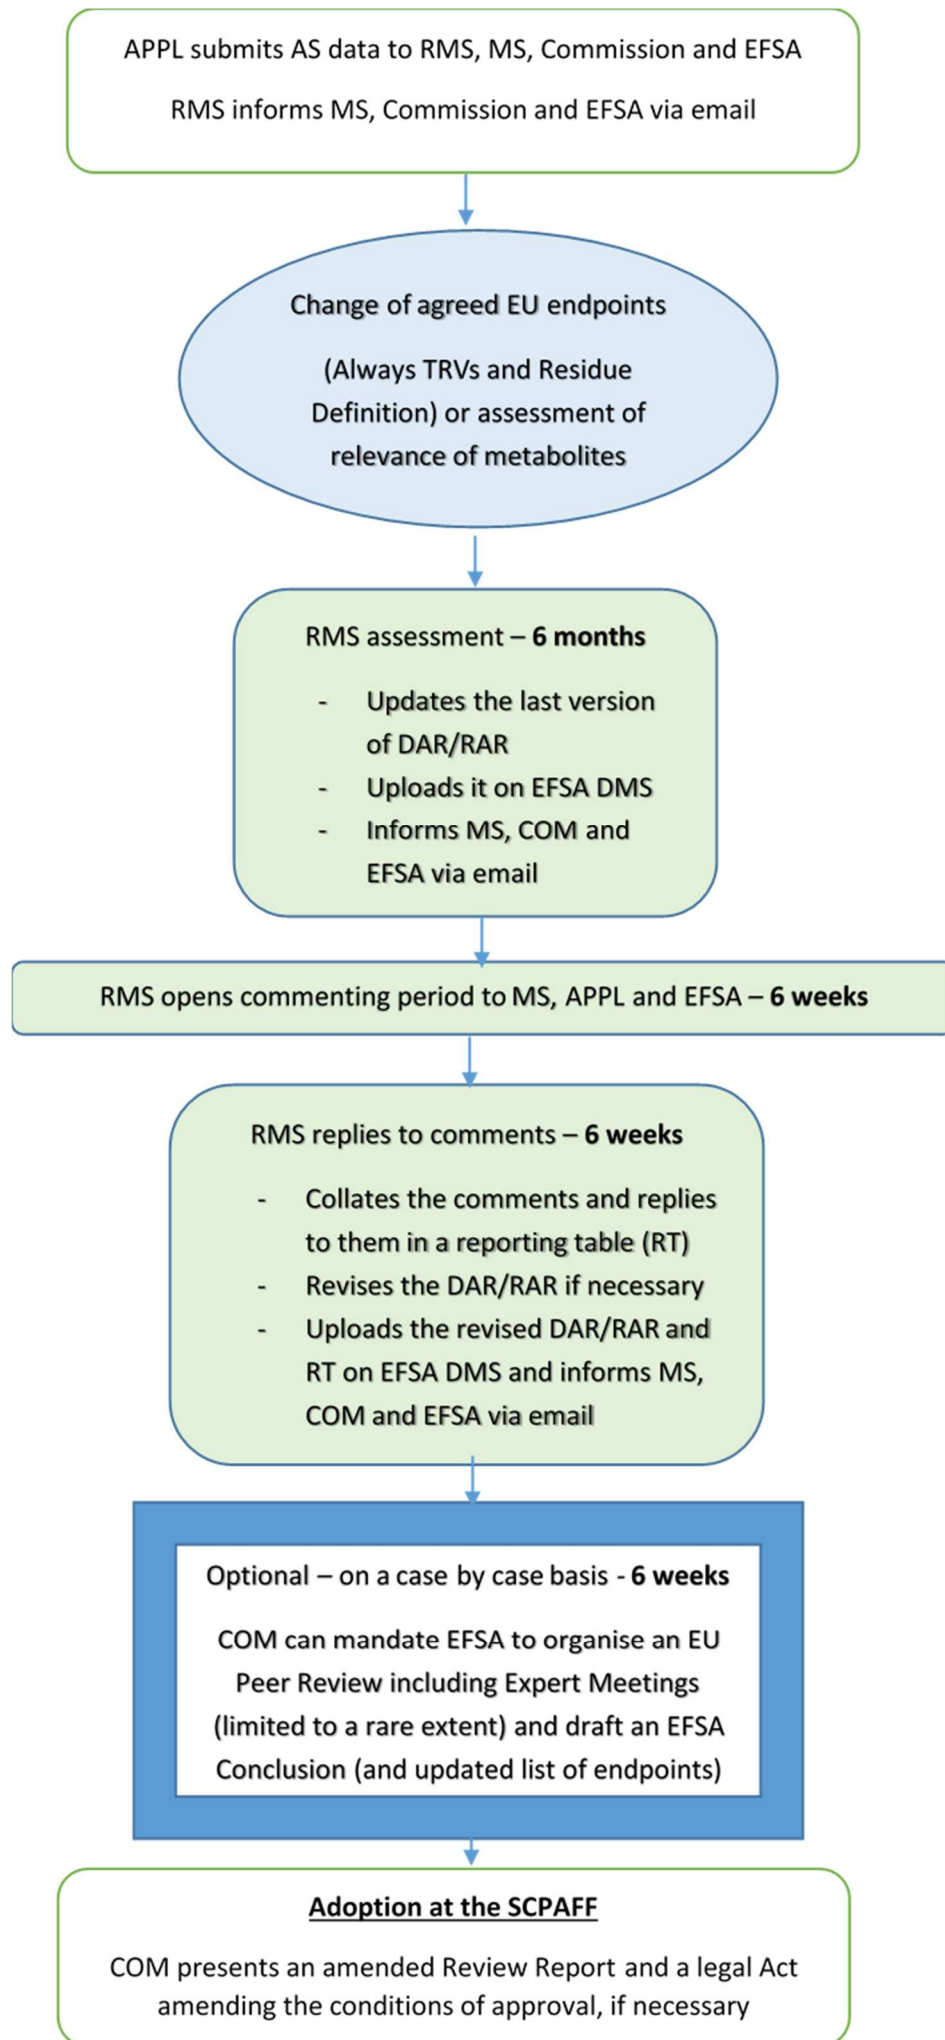 APPL submits AS data to RMS, MS, Commission and EFSA
RMS informs MS, Commission and EFSA via email
Change of agreed EU endpoints
(Always TRVs and Residue
Definition) or assessment of
relevance of metabolites
RMS assessment – 6 months
- Updates the last version
of DAR/RAR
- Uploads it on EFSA DMS
- Informs MS, COM and
EFSA via email
RMS opens commenting period to MS, APPL and EFSA – 6 weeks
RMS replies to comments – 6 weeks
- Collates the comments and replies
to them in a reporting table (RT)
- Revises the DAR/RAR if necessary
- Uploads the revised DAR/RAR and
RT on EFSA DMS and informs MS,
COM and EFSA via email
Optional – on a case by case basis - 6 weeks
COM can mandate EFSA to organise an EU
Peer Review including Expert Meetings
(limited to a rare extent) and draft an EFSA
Conclusion (and updated list of endpoints)
Adoption at the SCPAFF
COM presents an amended Review Report and a legal Act
amending the conditions of approval, if necessary